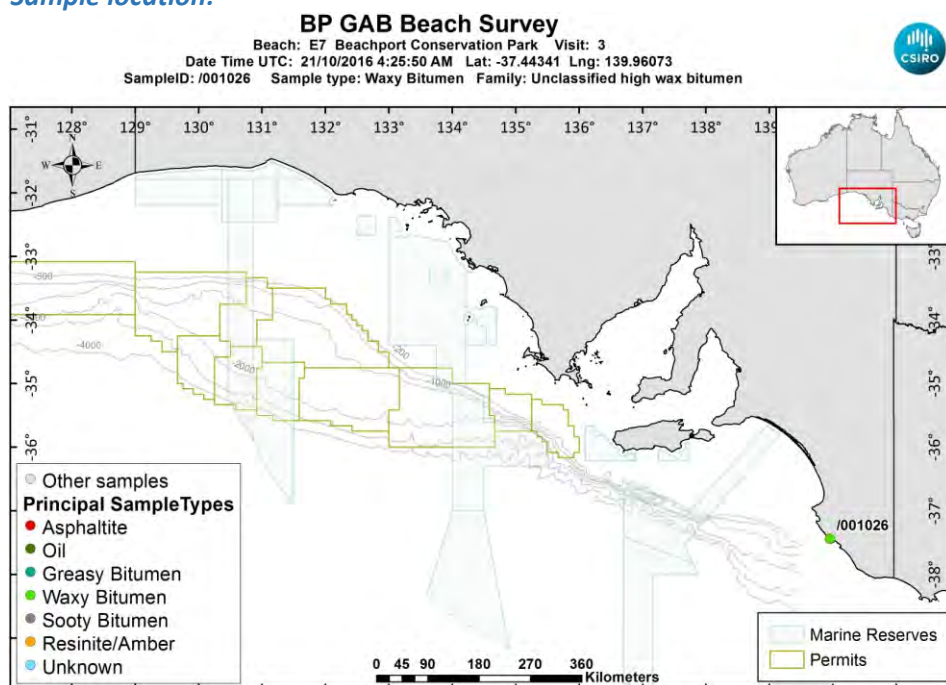 Sample location:
BP GAB Beach Survey
Beach: E7 Beachport Conservation Park Visit: 3
Date Time UTC: 21/10/2016 4:25:50 AM Lat: -37.44341 Lng: 139.96073
SampleID: /001026 Sample type: Waxy Bitumen Family: Unclassified high wax bitumen
CSIRO
128° 129° 130° 131° 132° 133° 134° 135° 136° 137° 138° 139
N
W E
S
-31°
-32°
-33°
-34°
-35°
-36°
-33°
-34°
-35°
-36°
-37°
-38°
-4000
-2000
-200
-1000
/001026
Other samples
Principal SampleTypes
Asphaltite
Oil
Greasy Bitumen
Waxy Bitumen
Sooty Bitumen
Resinite/Amber
Unknown
0 45 90 180 270 360
Kilometers
Marine Reserves
Permits